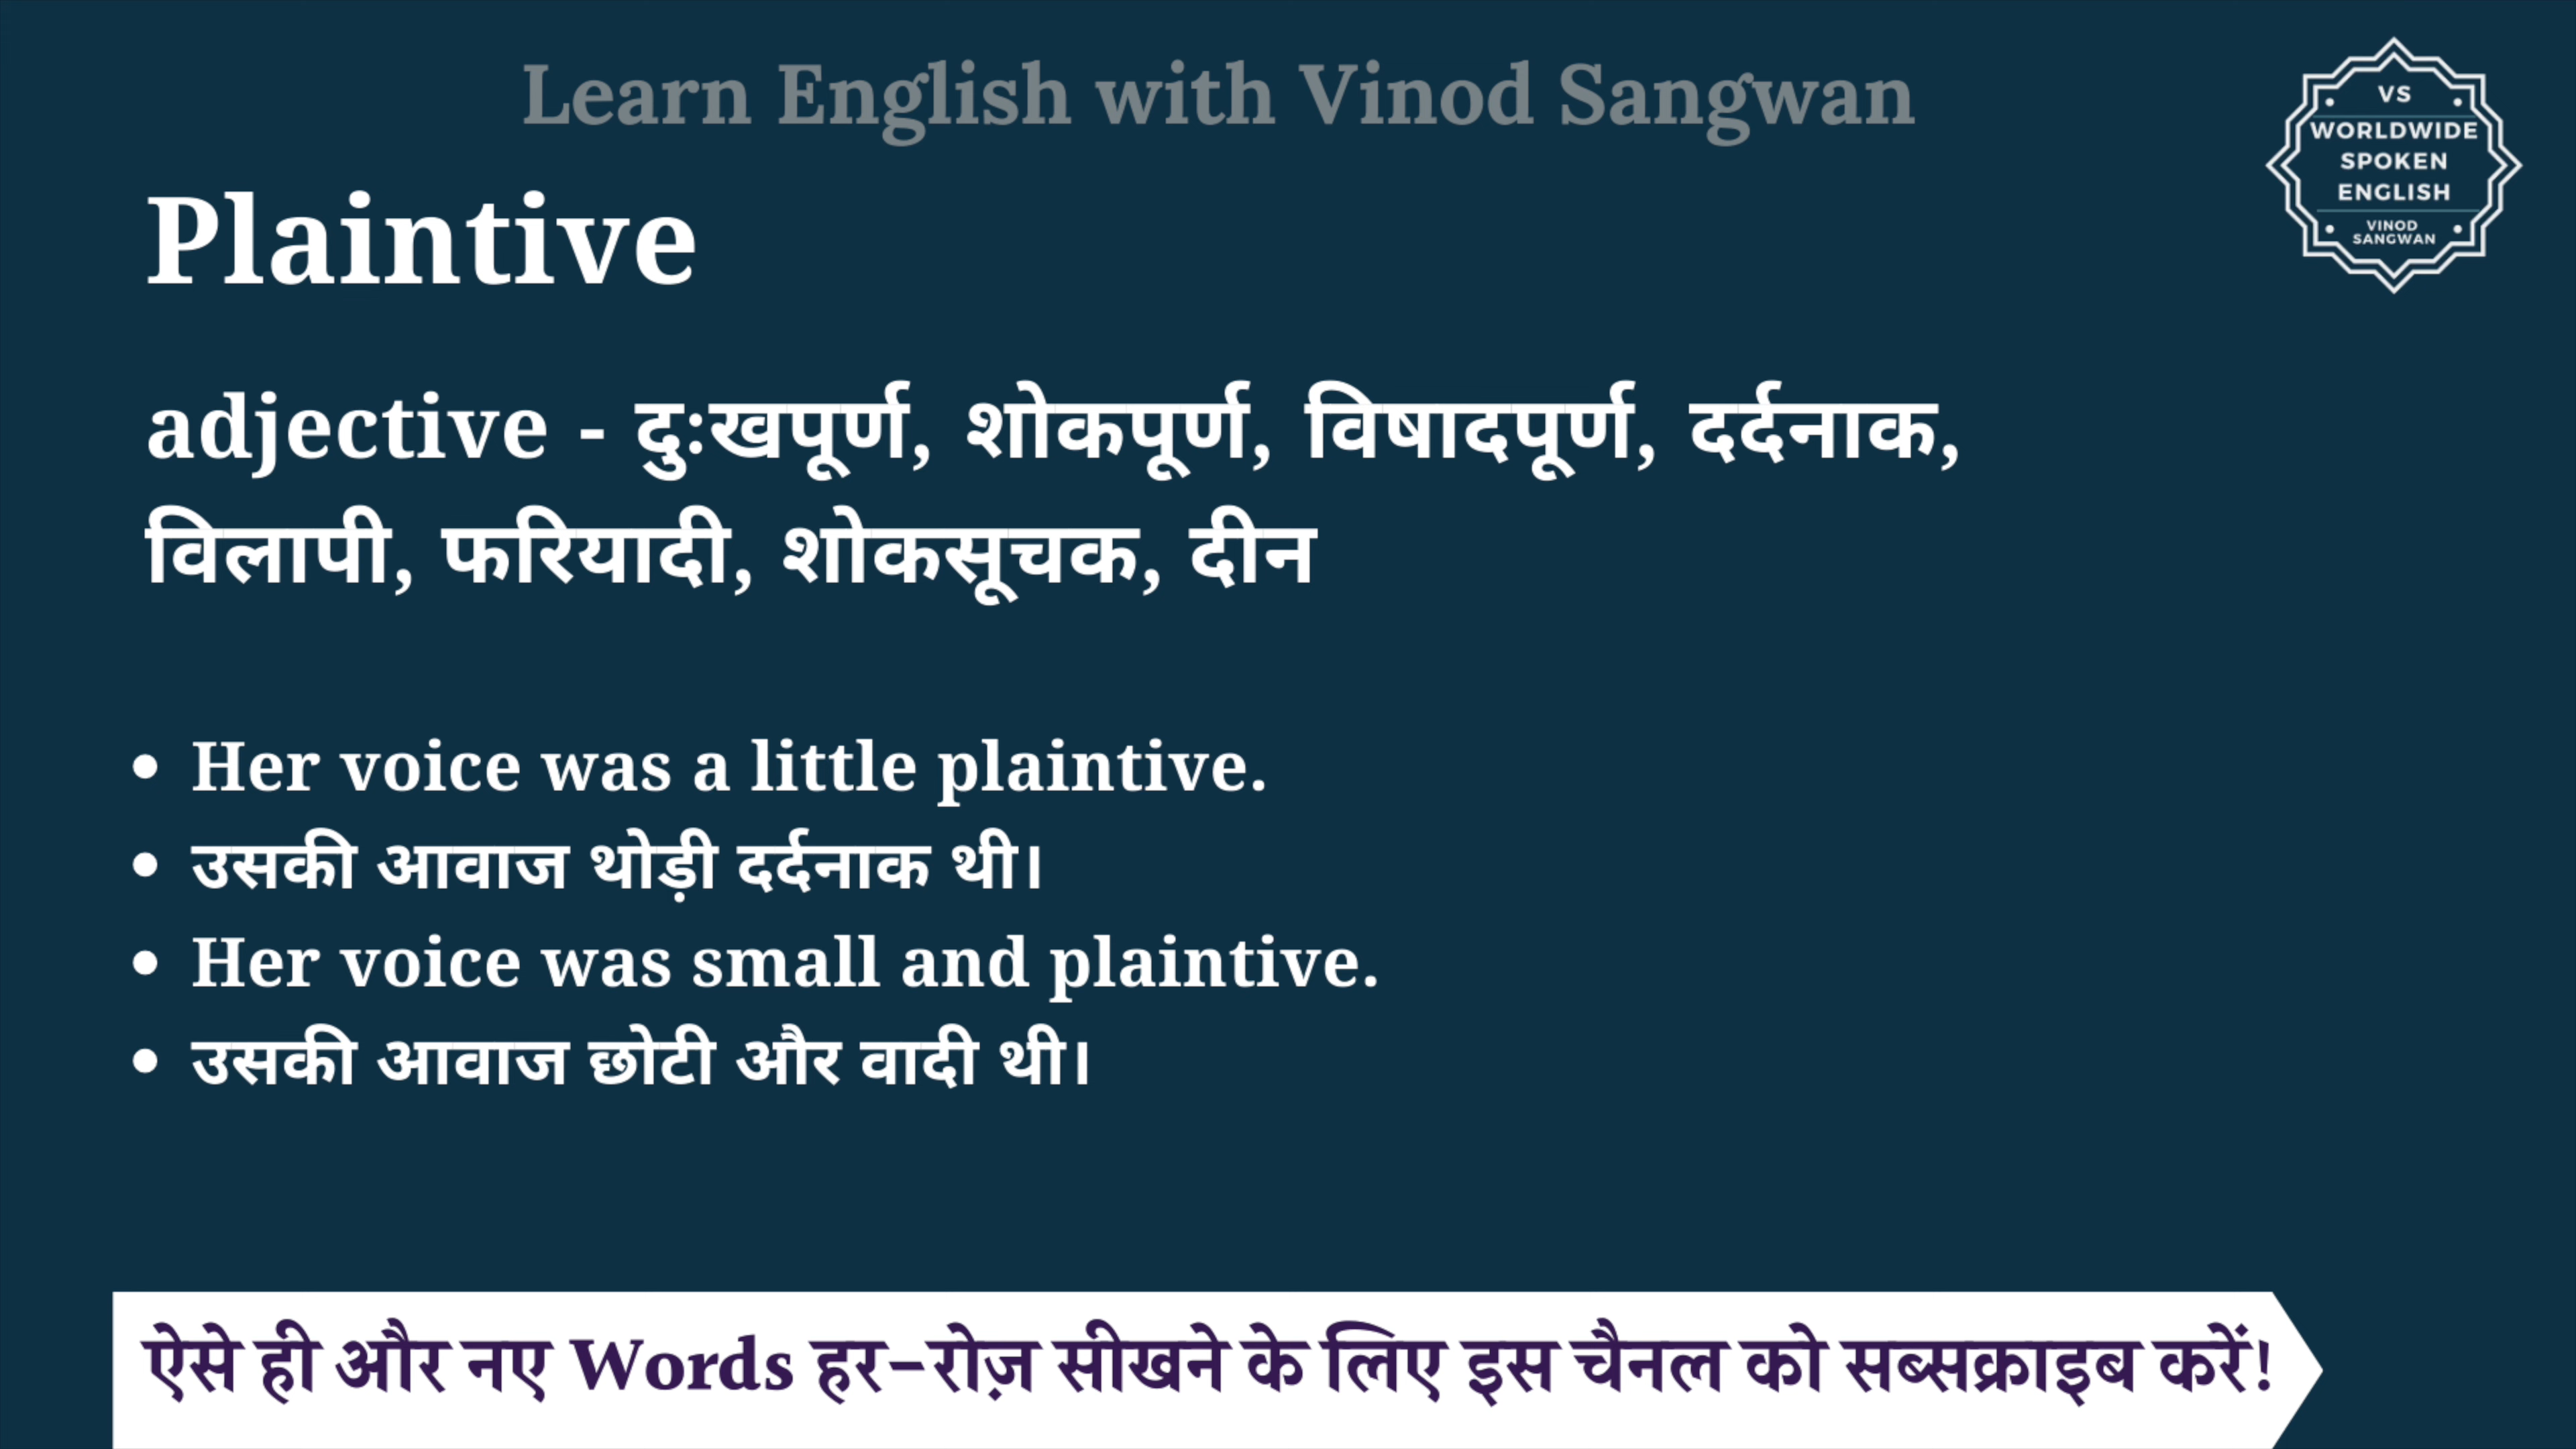 Learn English with Vinod Sangwan
VS
WORLDWIDE
SPOKEN
ENGLISH
VINOD
SANGWAN
Plaintive
adjective - दुःखपूर्ण, शोकपूर्ण, विषादपूर्ण, दर्दनाक,
विलापी, फरियादी, शोकसूचक, दीन
• Her voice was a little plaintive.
• उसकी आवाज थोड़ी दर्दनाक थी।
• Her voice was small and plaintive.
• उसकी आवाज छोटी और वादी थी।
ऐसे ही और नए Words हर-रोज़ सीखने के लिए इस चैनल को सब्सक्राइब करें!